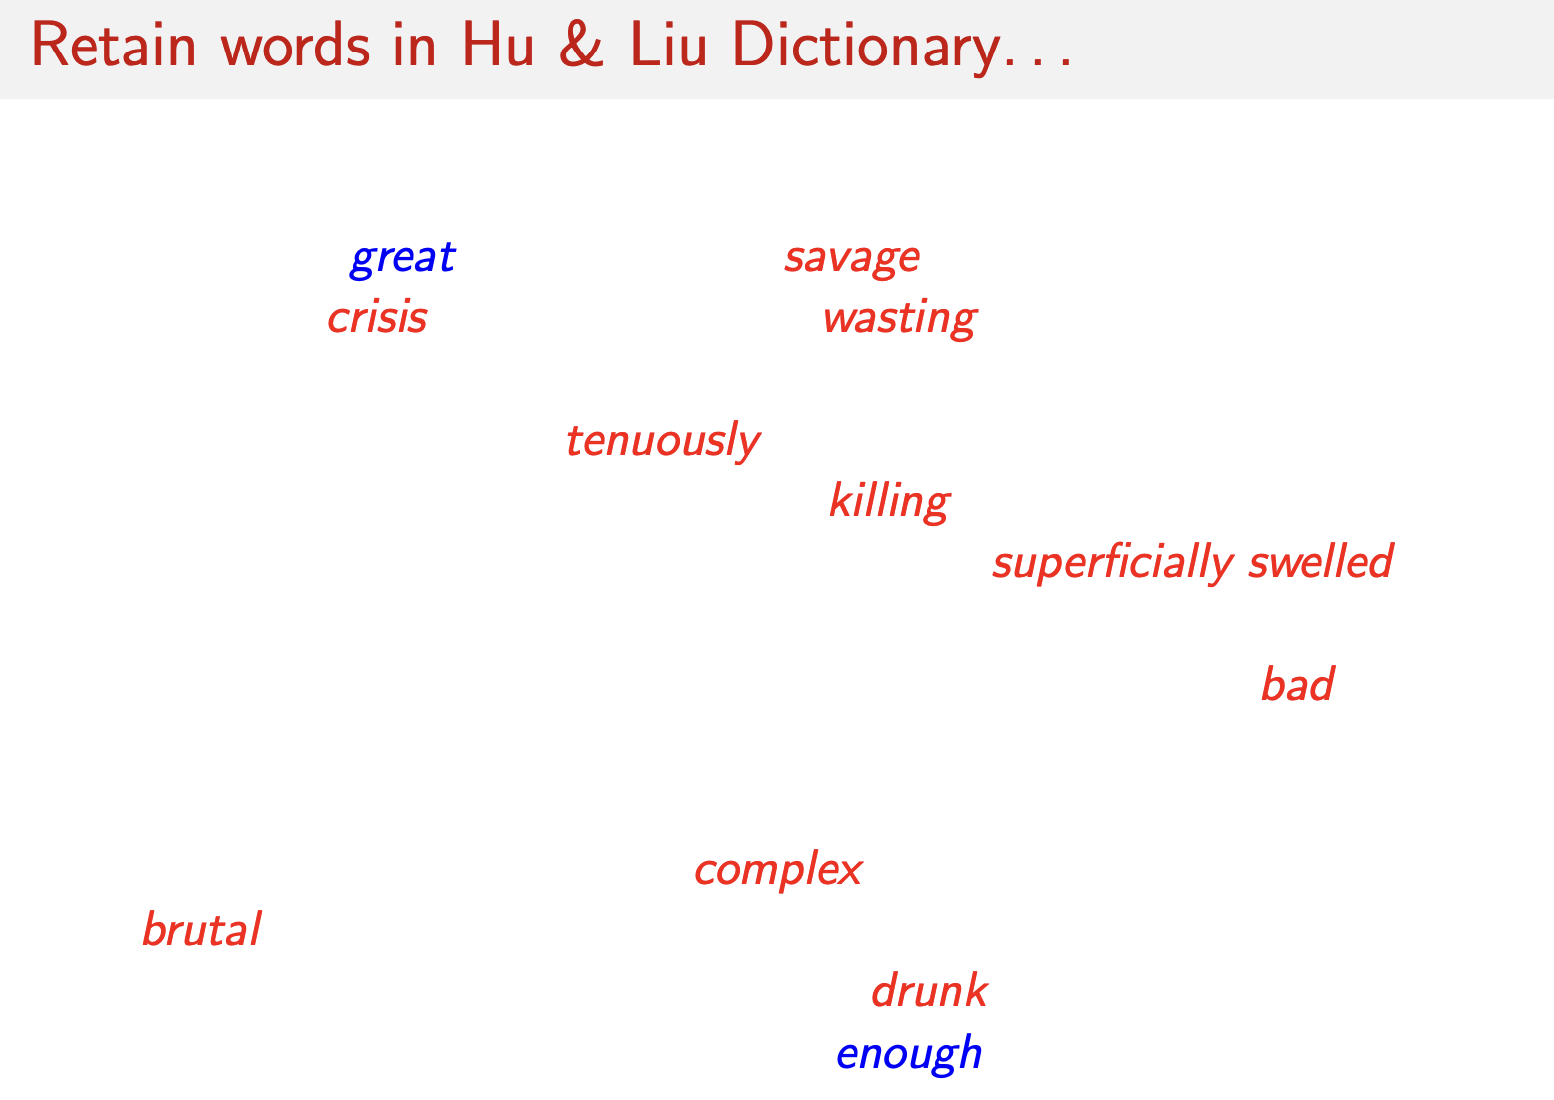 Retain words in Hu & Liu Dictionary...
great savage
crisis wasting
tenuously
killing
superficially swelled
bad
complex
brutal
drunk
enough